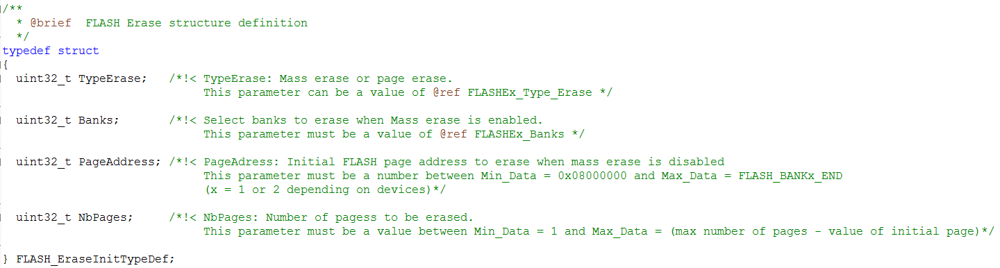 /**
  * @brief  FLASH Erase structure definition
  */
typedef struct
{
  uint32_t TypeErase;   /*!< TypeErase: Mass erase or page erase.
                             This parameter can be a value of @ref FLASHEx_Type_Erase */
  uint32_t Banks;       /*!< Select banks to erase when Mass erase is enabled.
                             This parameter must be a value of @ref FLASHEx_Banks */
  uint32_t PageAddress; /*!< PageAdress: Initial FLASH page address to erase when mass erase is disabled
                             This parameter must be a number between Min_Data = 0x08000000 and Max_Data = FLASH_BANKx_END
                             (x = 1 or 2 depending on devices)*/
  uint32_t NbPages;     /*!< NbPages: Number of pagess to be erased.
                             This parameter must be a value between Min_Data = 1 and Max_Data = (max number of pages - value of initial page)*/
} FLASH_EraseInitTypeDef;